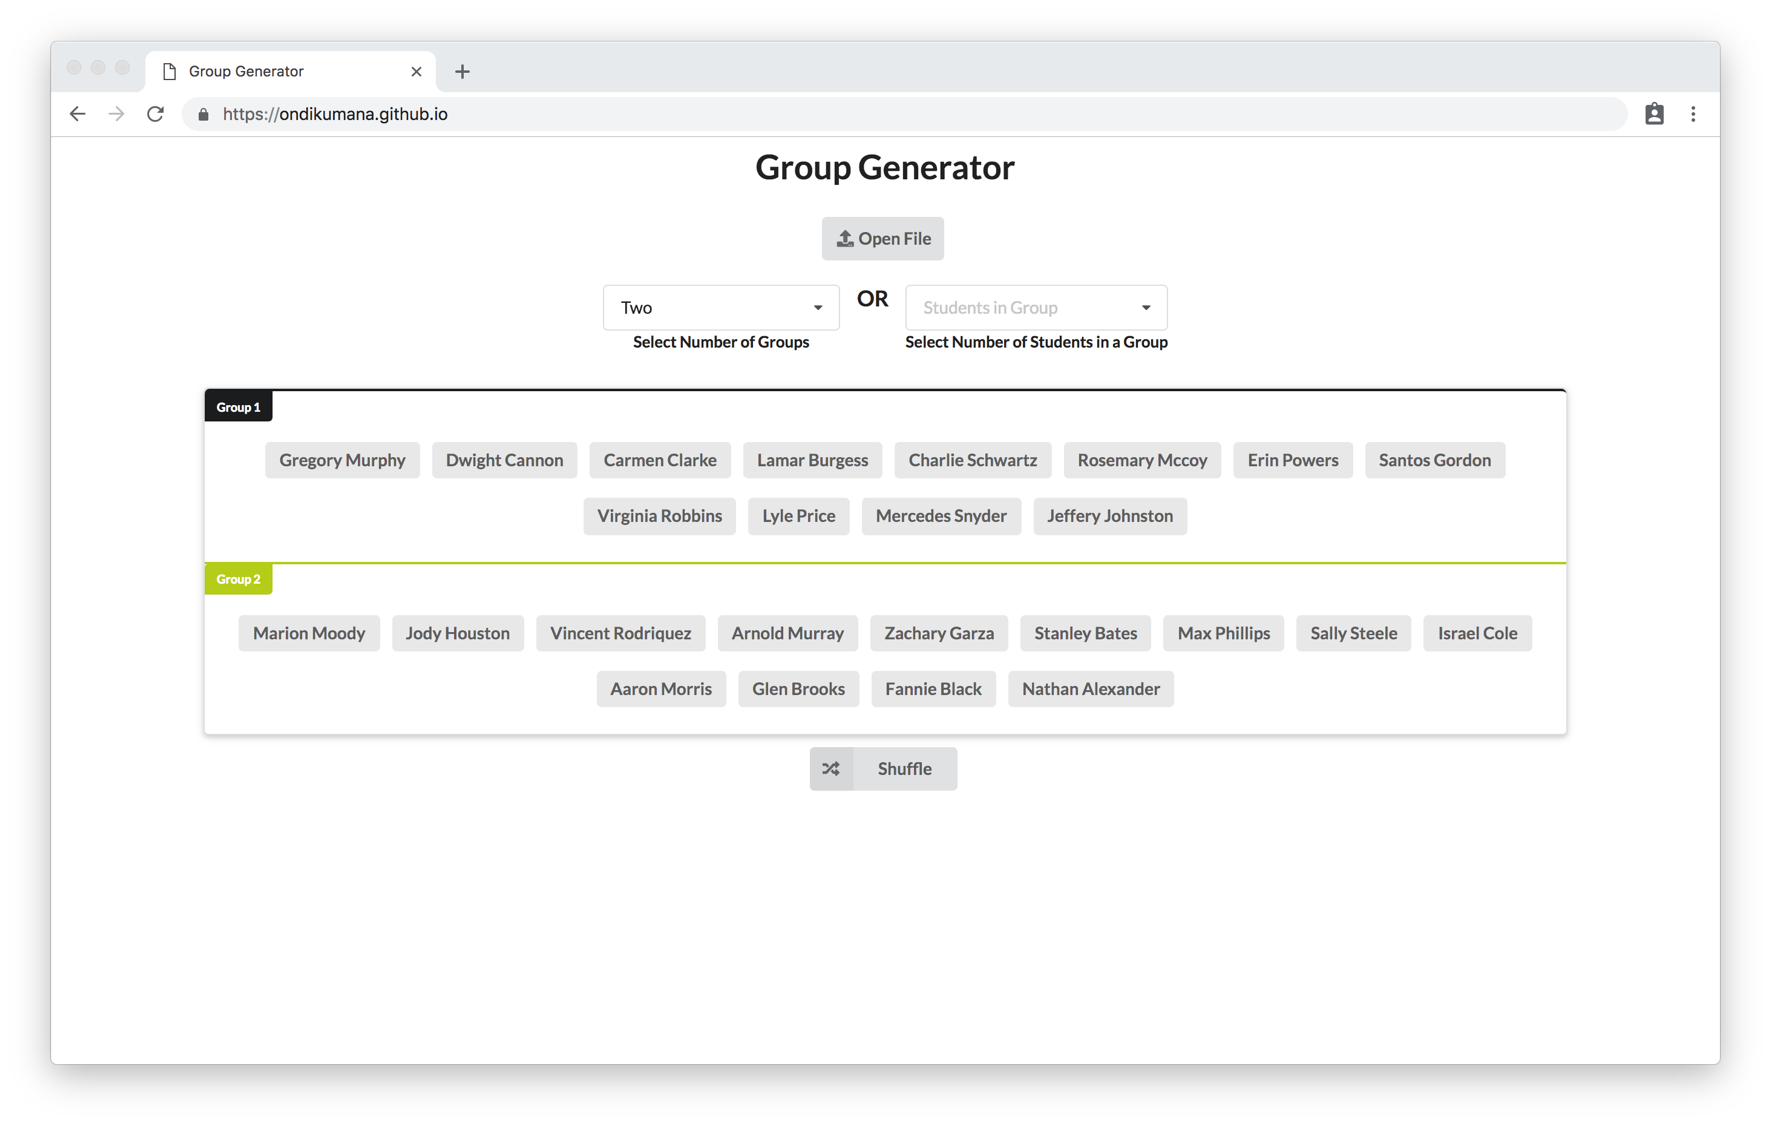 Group Generator
https://ondikumana.github.io
Group Generator
Open File
Two OR Students in Group
Select Number of Groups Select Number of Students in a Group
Group 1
Gregory Murphy Dwight Cannon Carmen Clarke Lamar Burgess Charlie Schwartz Rosemary Mccoy Erin Powers Santos Gordon
Virginia Robbins Lyle Price Mercedes Snyder Jeffery Johnston
Group 2
Marion Moody Jody Houston Vincent Rodriquez Arnold Murray Zachary Garza Stanley Bates Max Phillips Sally Steele Israel Cole
Aaron Morris Glen Brooks Fannie Black Nathan Alexander
Shuffle